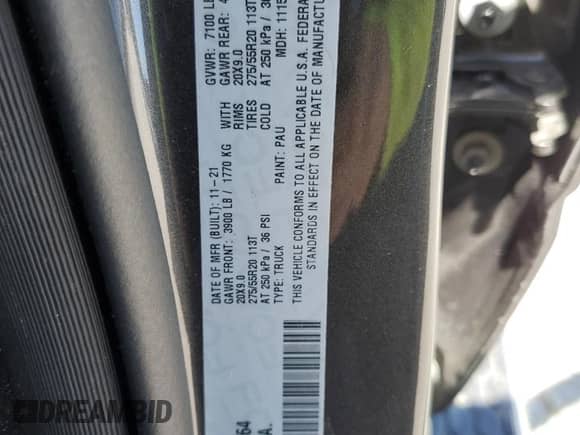 DATE OF MFR (BUILT): 11-21 GVWR: 7100 LB
GAWR FRONT: 3900 LB / 1770 KG WITH GAWR REAR: 4
20X9.0 RIMS 20X9.0
275/55R20 113T TIRES 275/55R20 113T
AT 250 kPa / 36 PSI COLD AT 250 kPa / 36
TYPE: TRUCK PAINT: PAU MDH: 1115
THIS VEHICLE CONFORMS TO ALL APPLICABLE U.S.A. FEDERA
STANDARDS IN EFFECT ON THE DATE OF MANUFACTU
64
A.
DREAMBID